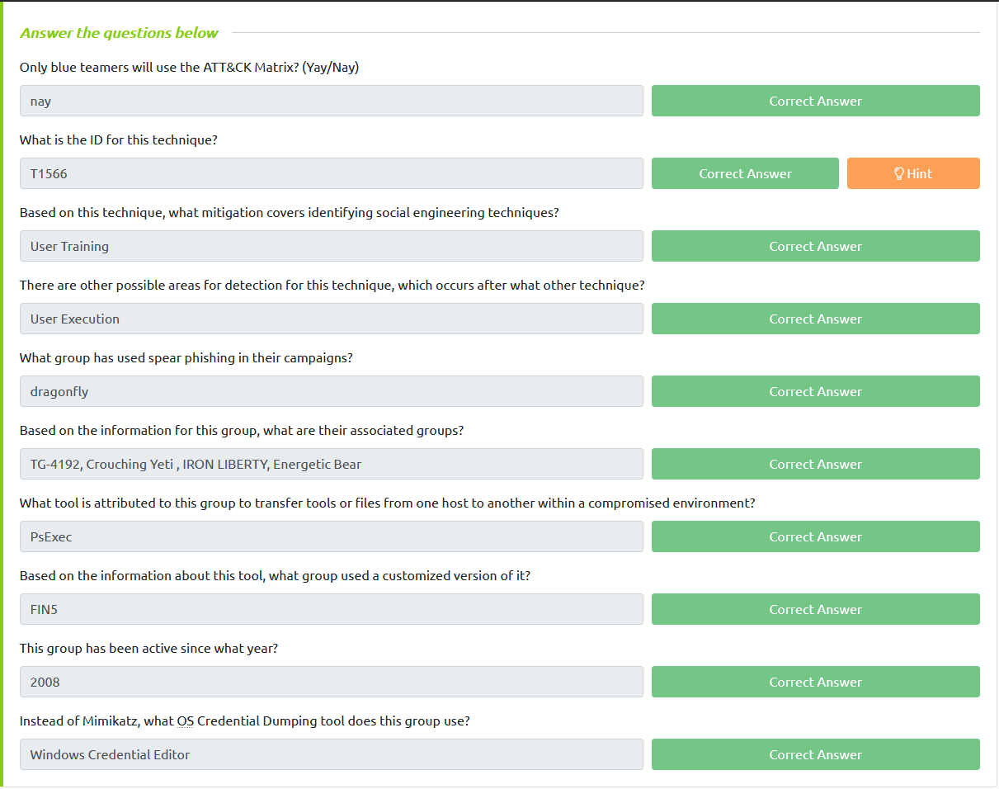 Answer the questions below
Only blue teamers will use the ATT&CK Matrix? (Yay/Nay)
nay
Correct Answer
What is the ID for this technique?
T1566
Correct Answer
Hint
Based on this technique, what mitigation covers identifying social engineering techniques?
User Training
Correct Answer
There are other possible areas for detection for this technique, which occurs after what other technique?
User Execution
Correct Answer
What group has used spear phishing in their campaigns?
dragonfly
Correct Answer
Based on the information for this group, what are their associated groups?
TG-4192, Crouching Yeti , IRON LIBERTY, Energetic Bear
Correct Answer
What tool is attributed to this group to transfer tools or files from one host to another within a compromised environment?
PsExec
Correct Answer
Based on the information about this tool, what group used a customized version of it?
FIN5
Correct Answer
This group has been active since what year?
2008
Correct Answer
Instead of Mimikatz, what OS Credential Dumping tool does this group use?
Windows Credential Editor
Correct Answer